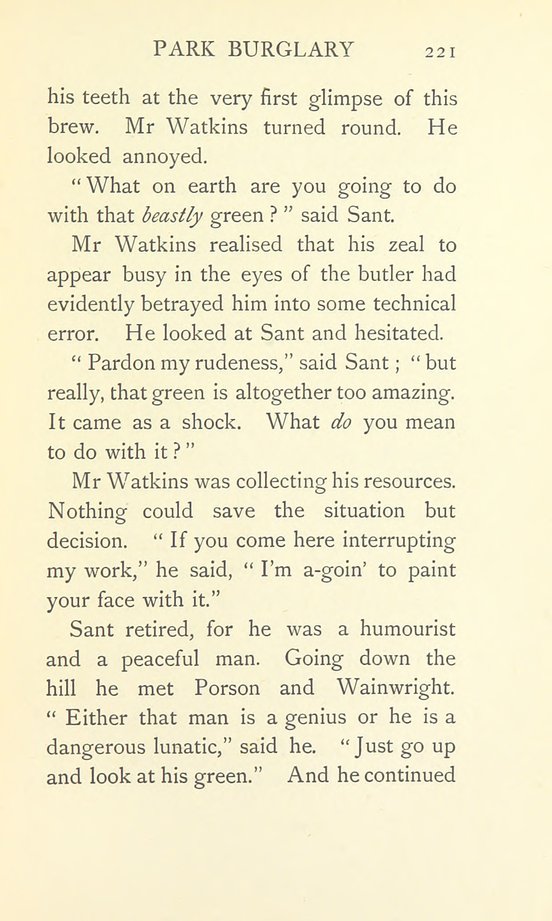 PARK BURGLARY 221
his teeth at the very first glimpse of this
brew. Mr Watkins turned round. He
looked annoyed.
“What on earth are you going to do
with that beastly green?” said Sant.
Mr Watkins realised that his zeal to
appear busy in the eyes of the butler had
evidently betrayed him into some technical
error. He looked at Sant and hesitated.
“Pardon my rudeness,” said Sant; “but
really, that green is altogether too amazing.
It came as a shock. What do you mean
to do with it?”
Mr Watkins was collecting his resources.
Nothing could save the situation but
decision. “If you come here interrupting
my work,” he said, “I’m a-goin’ to paint
your face with it.”
Sant retired, for he was a humourist
and a peaceful man. Going down the
hill he met Porson and Wainwright.
“Either that man is a genius or he is a
dangerous lunatic,” said he. “Just go up
and look at his green.” And he continued